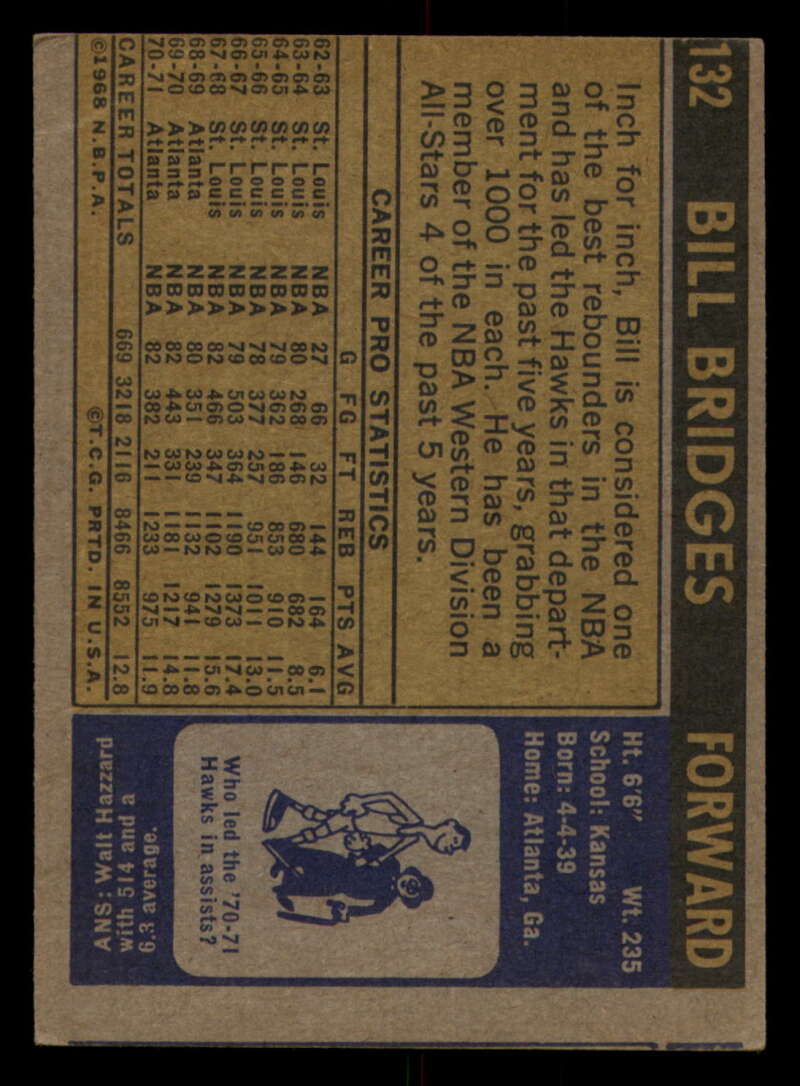 132 BILL BRIDGES FORWARD
Inch for inch, Bill is considered one
of the best rebounders in the NBA
and has led the Hawks in that depart-
ment for the past five years, grabbing
over 1000 in each. He has been a
member of the NBA Western Division
All-Stars 4 of the past 5 years.
CAREER PRO STATISTICS
G FG FT REB PTS AVG
62-63 St. Louis NBA 27 66 32 144 164 6.1
63-64 St. Louis NBA 80 268 146 680 682 8.5
64-65 St. Louis NBA 79 362 186 853 910 11.5
65-66 St. Louis NBA 78 377 257 951 1011 13.0
66-67 St. Louis NBA 79 503 364 1190 1373 17.4
67-68 St. Louis NBA 82 466 347 1102 1279 15.6
68-69 Atlanta NBA 80 351 239 1132 941 11.8
69-70 Atlanta NBA 82 443 331 1181 1217 14.8
70-71 Atlanta NBA 82 382 211 1233 975 11.9
CAREER TOTALS 669 3218 2116 8466 8552 12.8
©1968 N.B.P.A. ©T.C.G. PRTD. IN U.S.A.
Ht. 6'6" Wt. 235
School: Kansas
Born: 4-4-39
Home: Atlanta, Ga.
Who led the '70-71
Hawks in assists?
ANS: Walt Hazzard
with 514 and a
6.3 average.